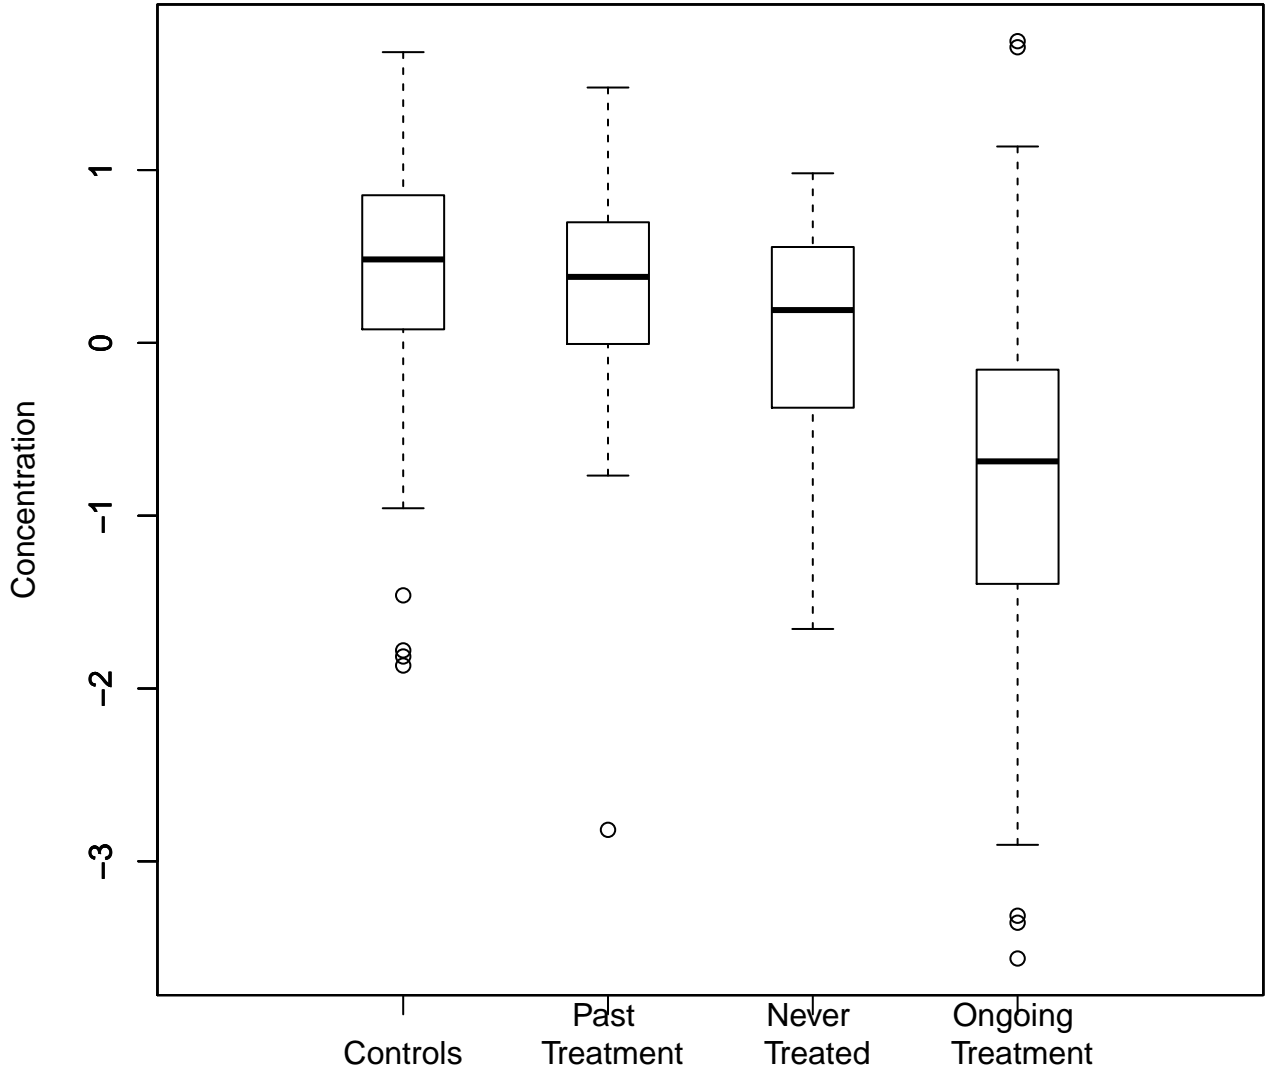 Concentration
1
0
−1
−2
−3
Past
Never
Ongoing
Controls
Treatment
Treated
Treatment